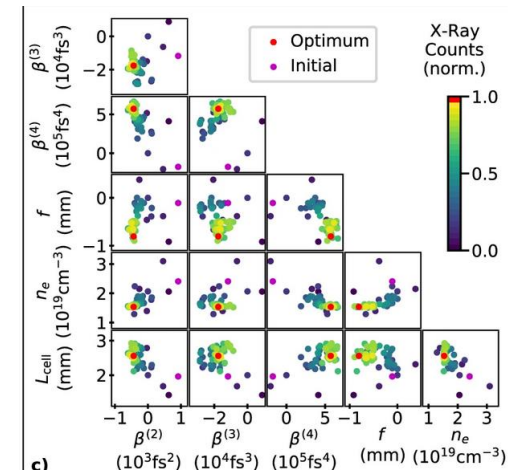 X-Ray
Counts
(norm.)
Optimum
Initial
1.0
0.5
0.0
β(3)
(10⁴fs³)
0
−2
β(4)
(10⁵fs⁴)
5
0
f
(mm)
0
−1
nₑ
(10¹⁹cm⁻³)
3
2
1
L_cell
(mm)
3
2
−1 0 1
−2 0
0 5
−1 0
1 2 3
β(2)
(10³fs²)
β(3)
(10⁴fs³)
β(4)
(10⁵fs⁴)
f
(mm)
nₑ
(10¹⁹cm⁻³)
c)